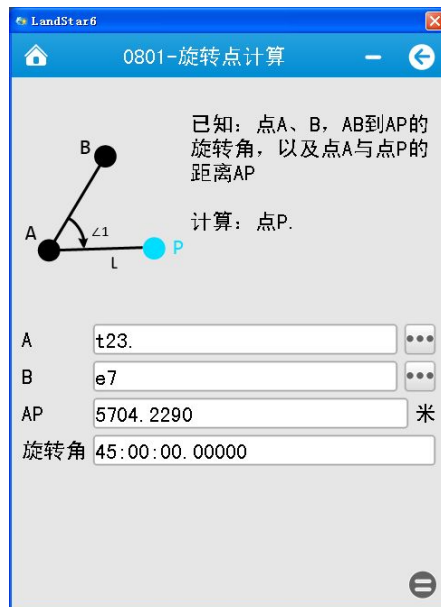 LandStar6
0801-旋转点计算
已知: 点A、B, AB到AP的
旋转角, 以及点A与点P的
距离AP
计算: 点P.
B
A
∠1
P
L
A t23.
B e7
AP 5704.2290 米
旋转角 45:00:00.00000